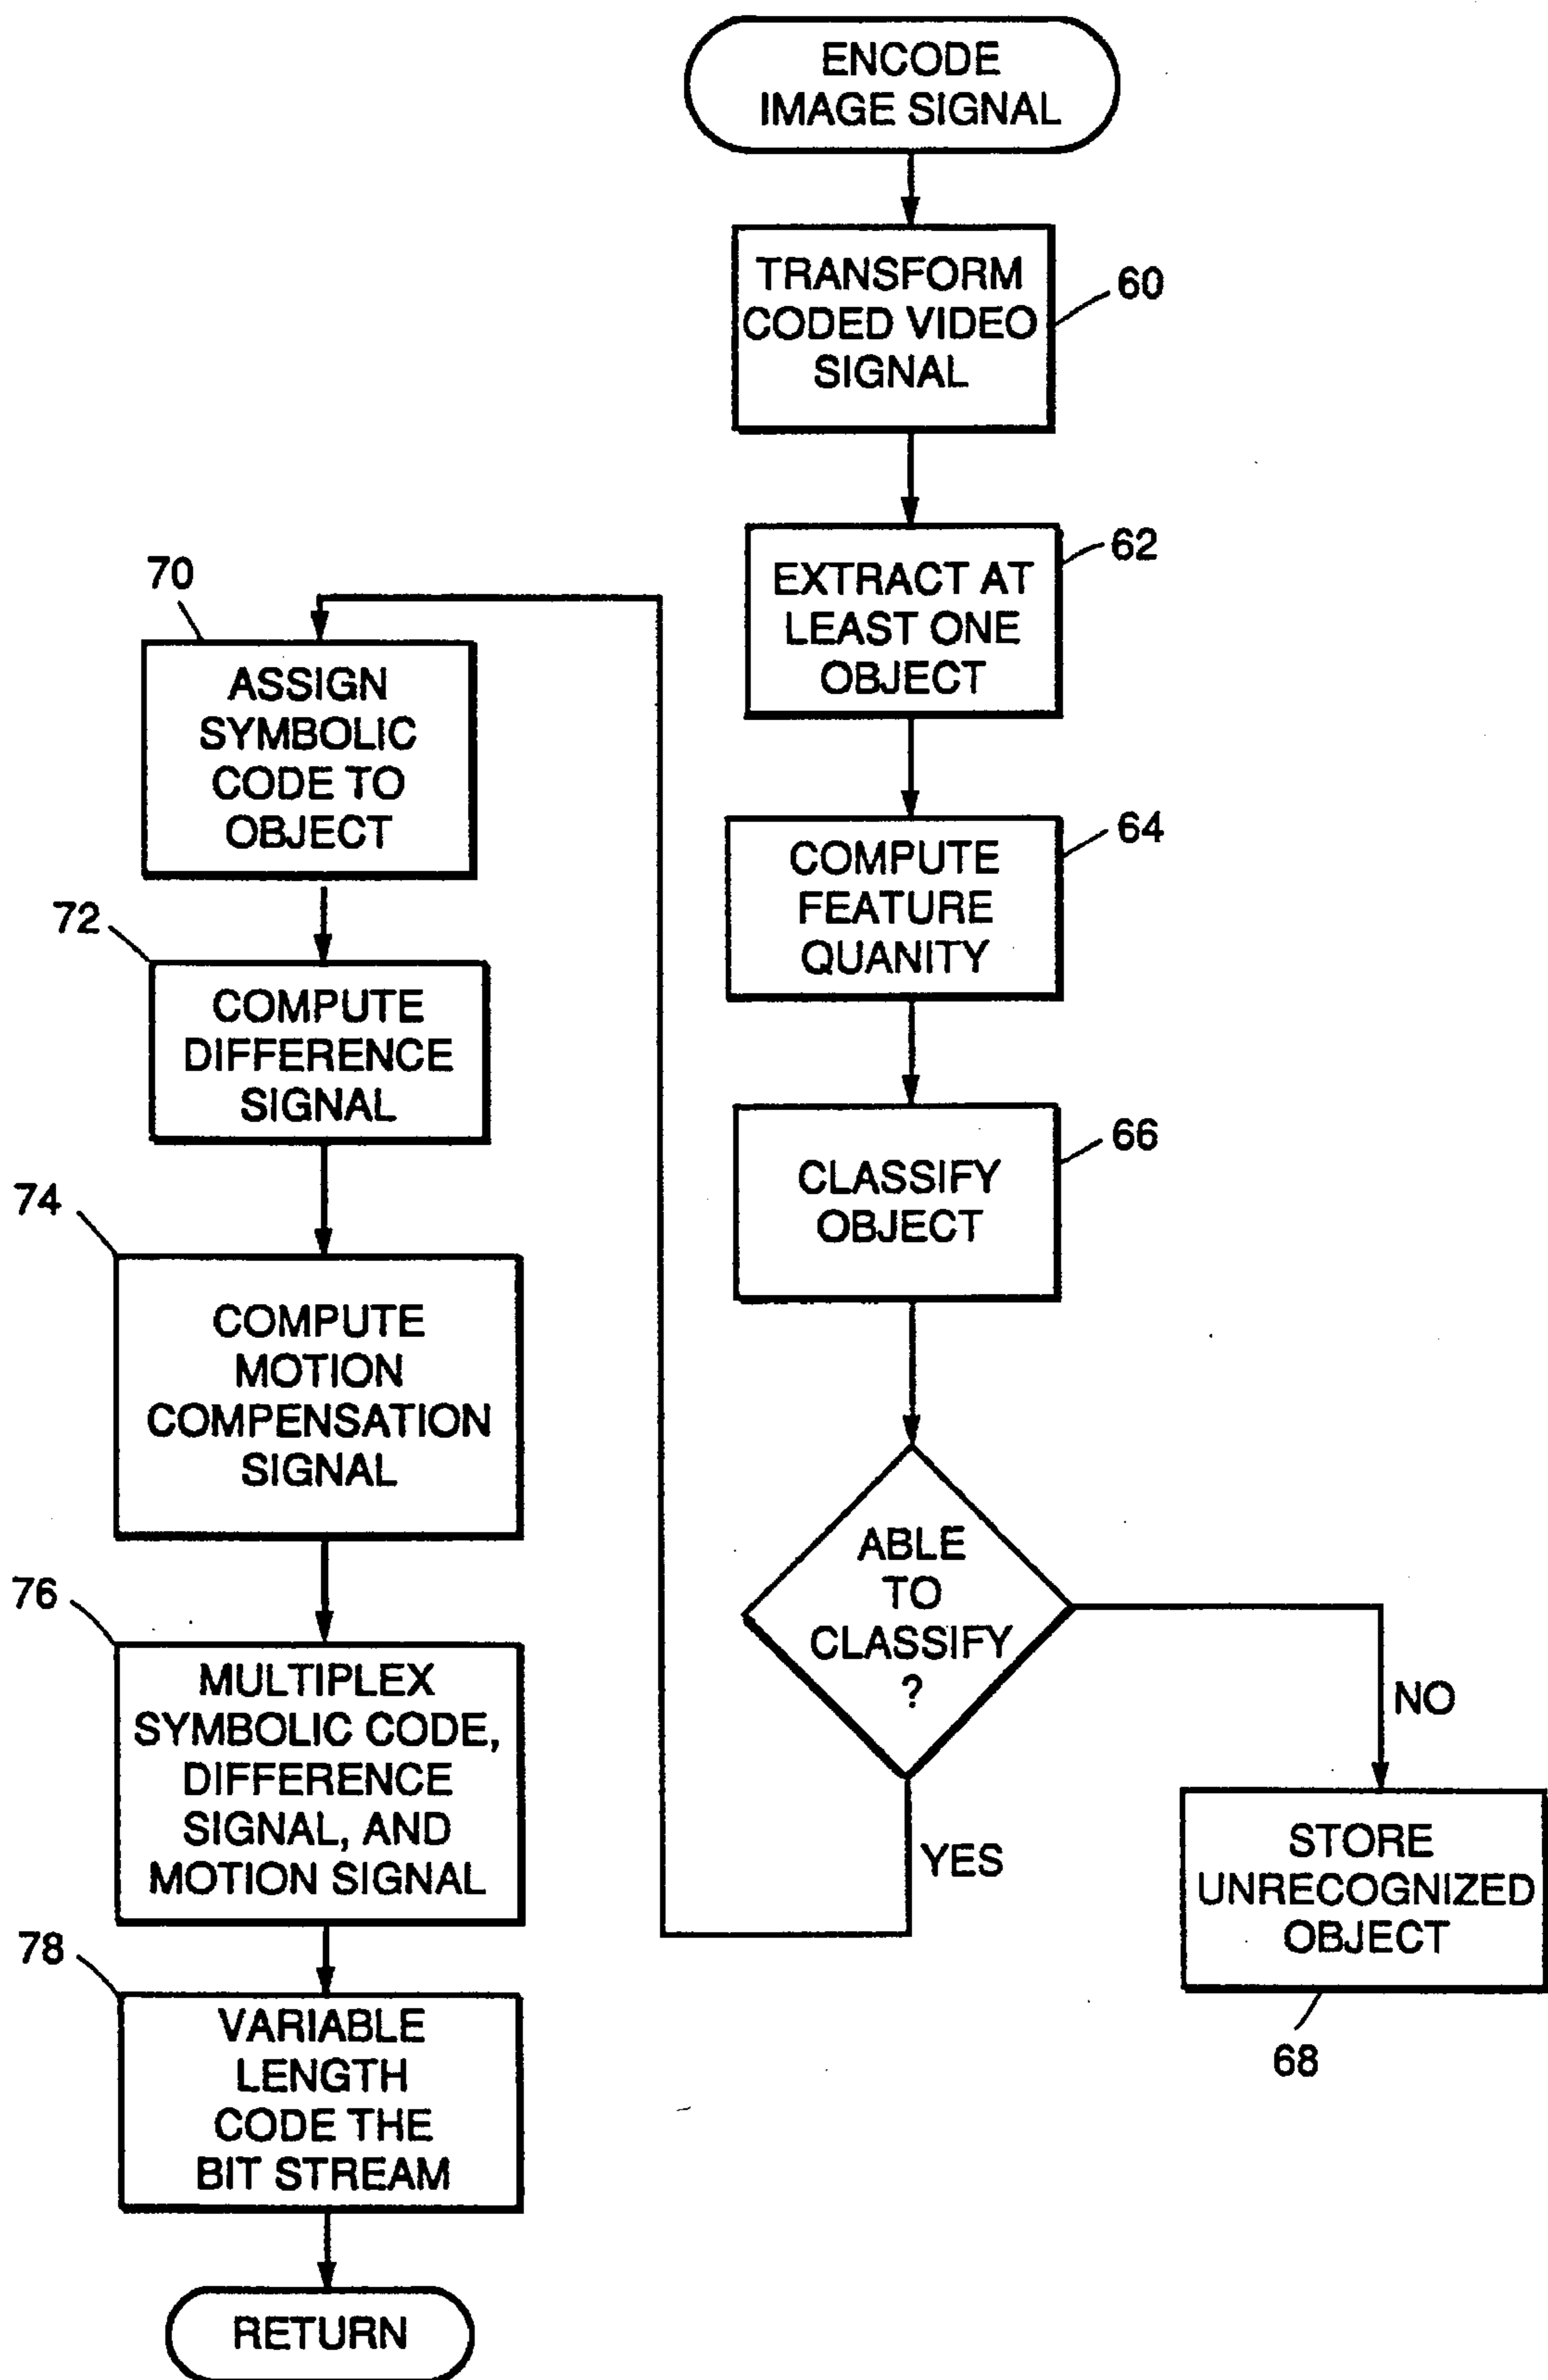 ENCODE
IMAGE SIGNAL
TRANSFORM
CODED VIDEO
SIGNAL
60
EXTRACT AT
LEAST ONE
OBJECT
62
COMPUTE
FEATURE
QUANITY
64
CLASSIFY
OBJECT
66
ABLE
TO
CLASSIFY
?
NO
STORE
UNRECOGNIZED
OBJECT
68
YES
70
ASSIGN
SYMBOLIC
CODE TO
OBJECT
72
COMPUTE
DIFFERENCE
SIGNAL
74
COMPUTE
MOTION
COMPENSATION
SIGNAL
76
MULTIPLEX
SYMBOLIC CODE,
DIFFERENCE
SIGNAL, AND
MOTION SIGNAL
78
VARIABLE
LENGTH
CODE THE
BIT STREAM
RETURN